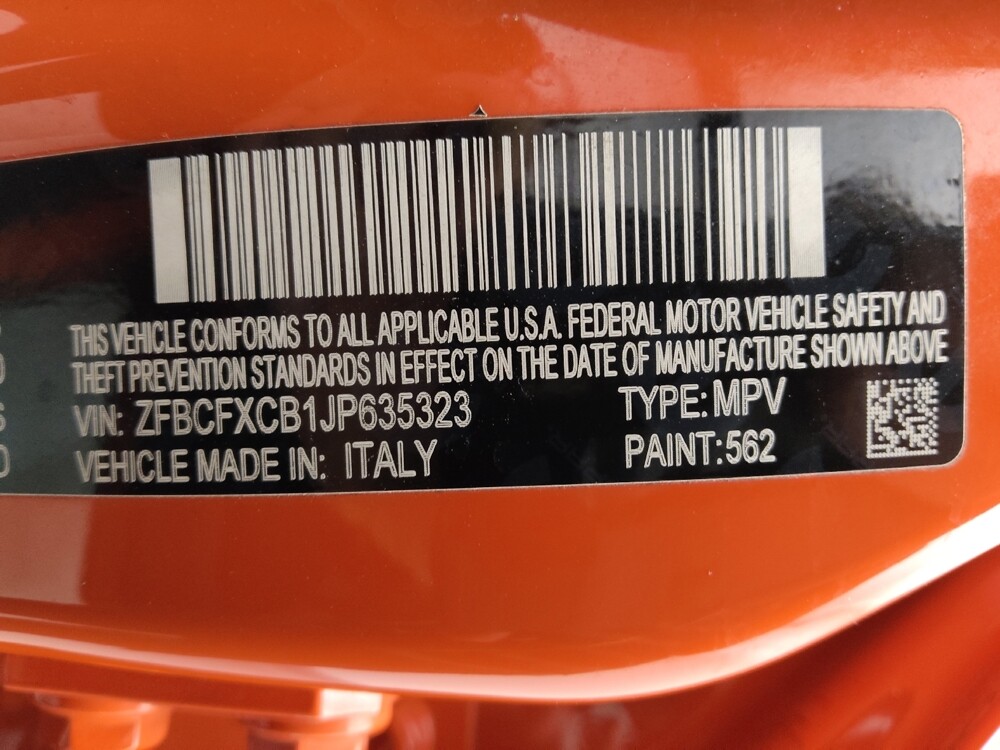 THIS VEHICLE CONFORMS TO ALL APPLICABLE U.S.A. FEDERAL MOTOR VEHICLE SAFETY AND
THEFT PREVENTION STANDARDS IN EFFECT ON THE DATE OF MANUFACTURE SHOWN ABOVE
VIN: ZFBCFXCB1JP635323 TYPE: MPV
VEHICLE MADE IN: ITALY PAINT: 562